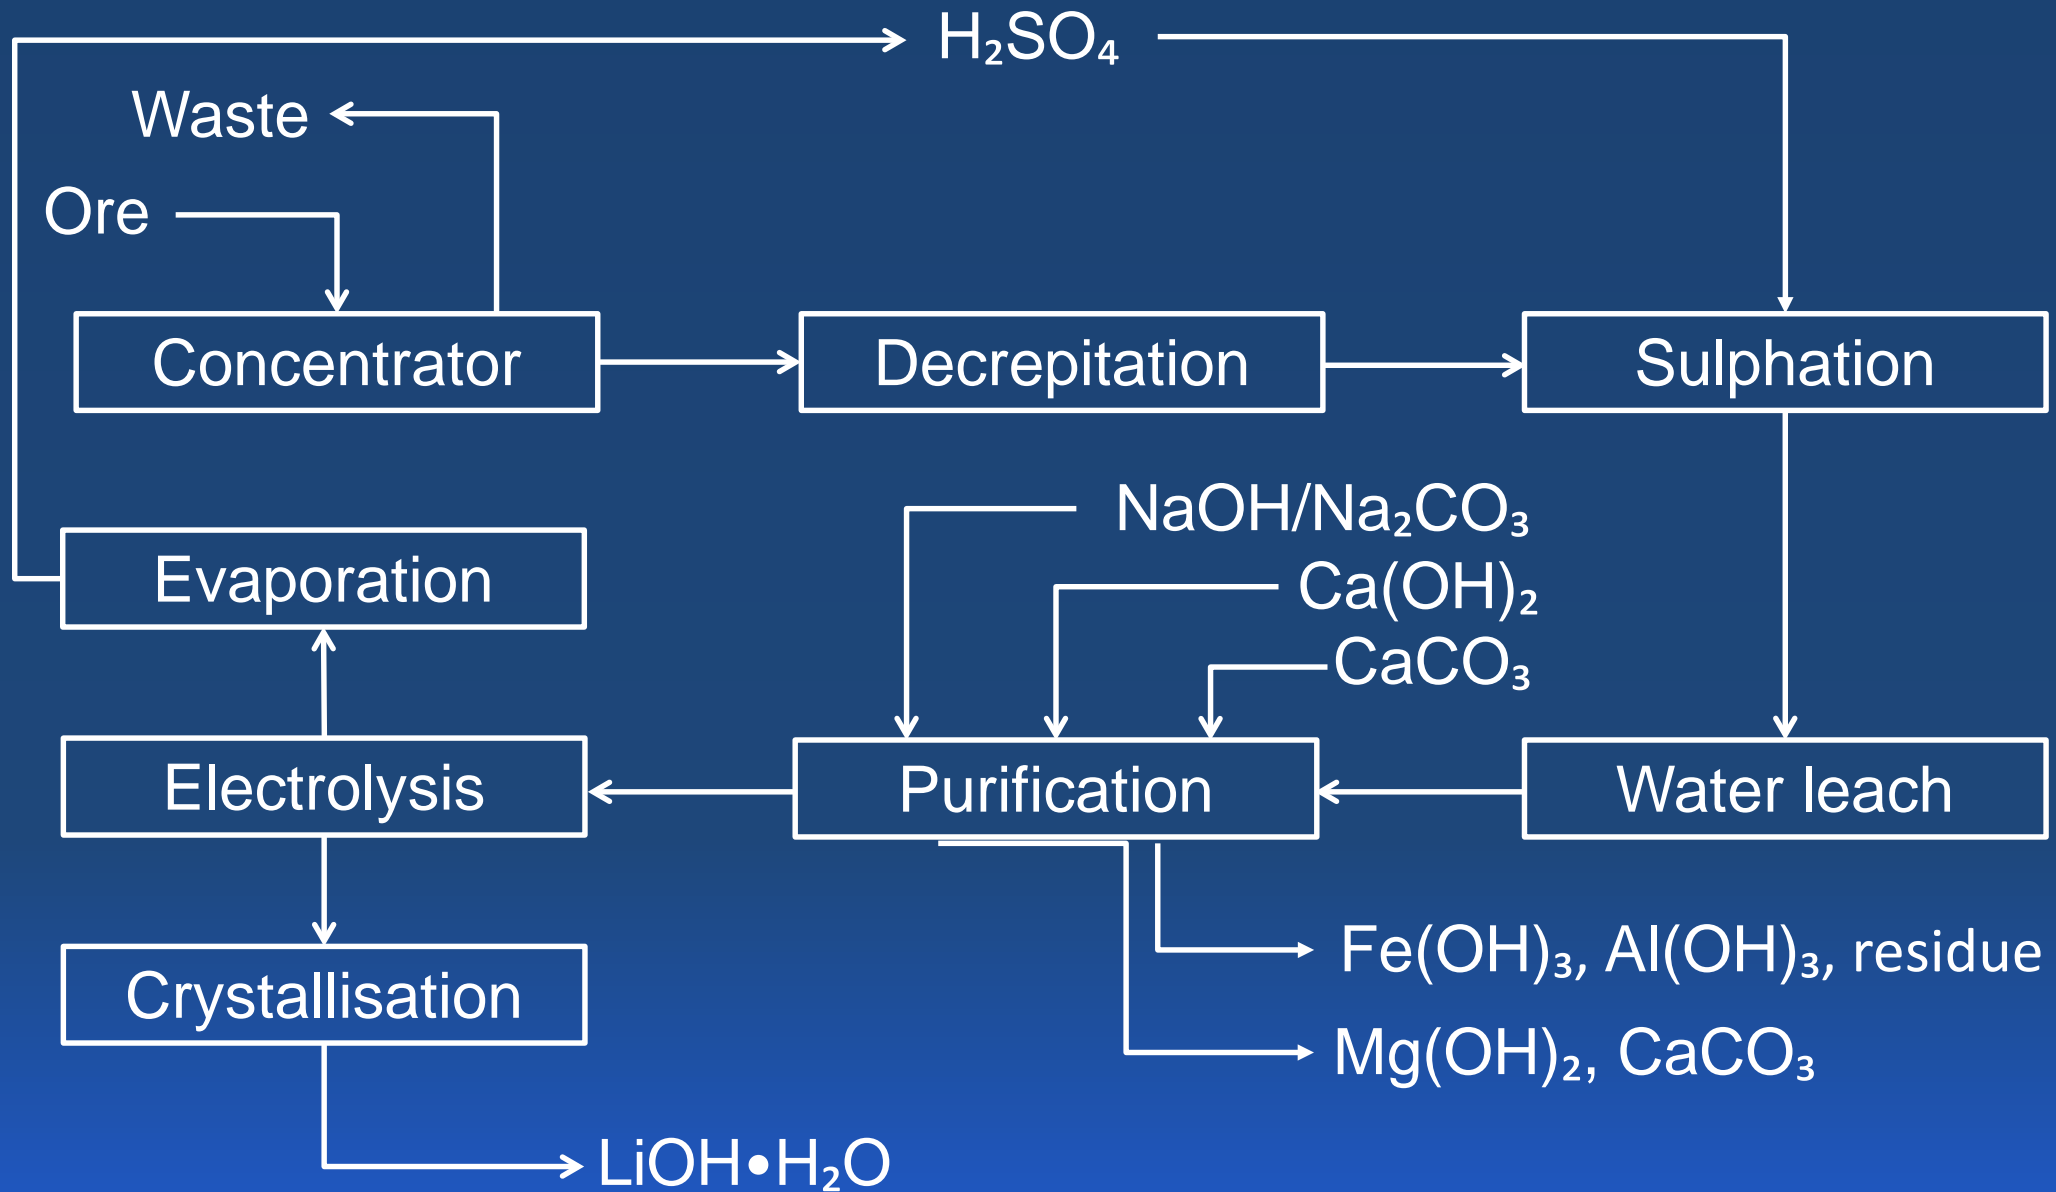 H₂SO₄
Waste
Ore
Concentrator
Decrepitation
Sulphation
NaOH/Na₂CO₃
Ca(OH)₂
CaCO₃
Evaporation
Electrolysis
Purification
Water leach
Fe(OH)₃, Al(OH)₃, residue
Crystallisation
Mg(OH)₂, CaCO₃
LiOH•H₂O